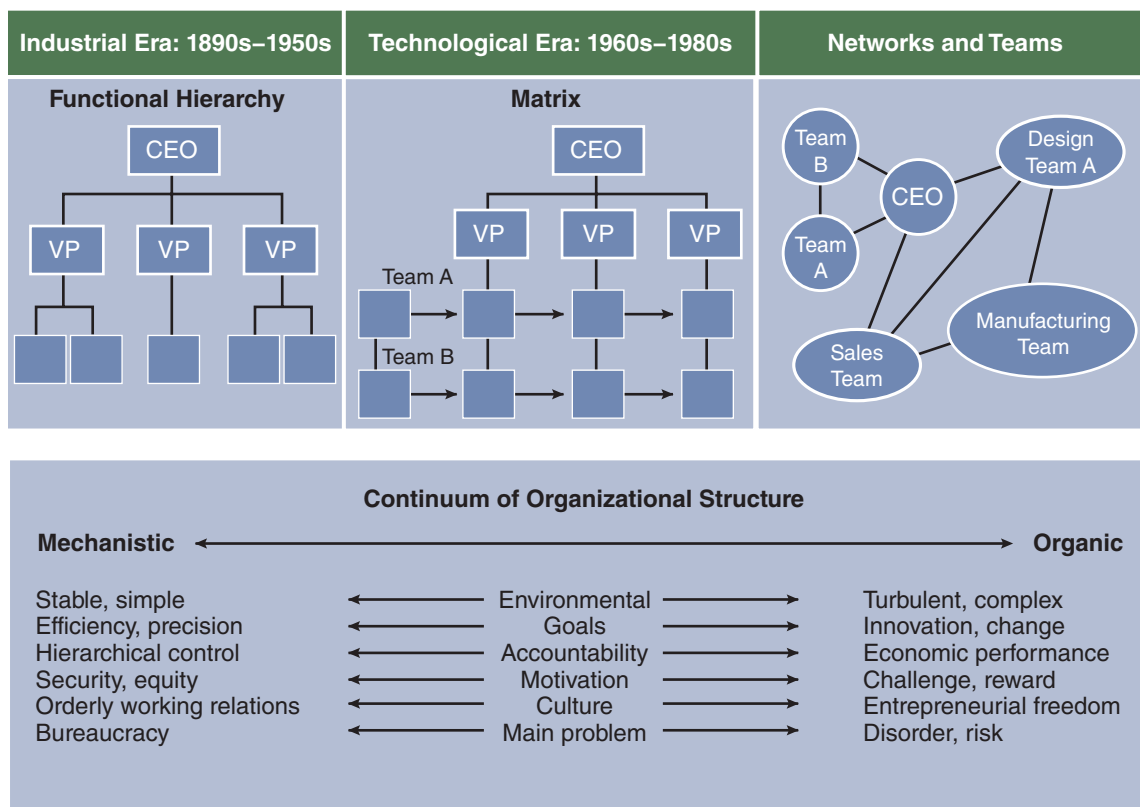 Industrial Era: 1890s–1950s
Technological Era: 1960s–1980s
Networks and Teams
Functional Hierarchy
CEO
VP
VP
VP
Matrix
CEO
VP
VP
VP
Team A
Team B
Team
B
Team
A
CEO
Design
Team A
Manufacturing
Team
Sales
Team
Continuum of Organizational Structure
Mechanistic
Organic
Stable, simple
Environmental
Turbulent, complex
Efficiency, precision
Goals
Innovation, change
Hierarchical control
Accountability
Economic performance
Security, equity
Motivation
Challenge, reward
Orderly working relations
Culture
Entrepreneurial freedom
Bureaucracy
Main problem
Disorder, risk